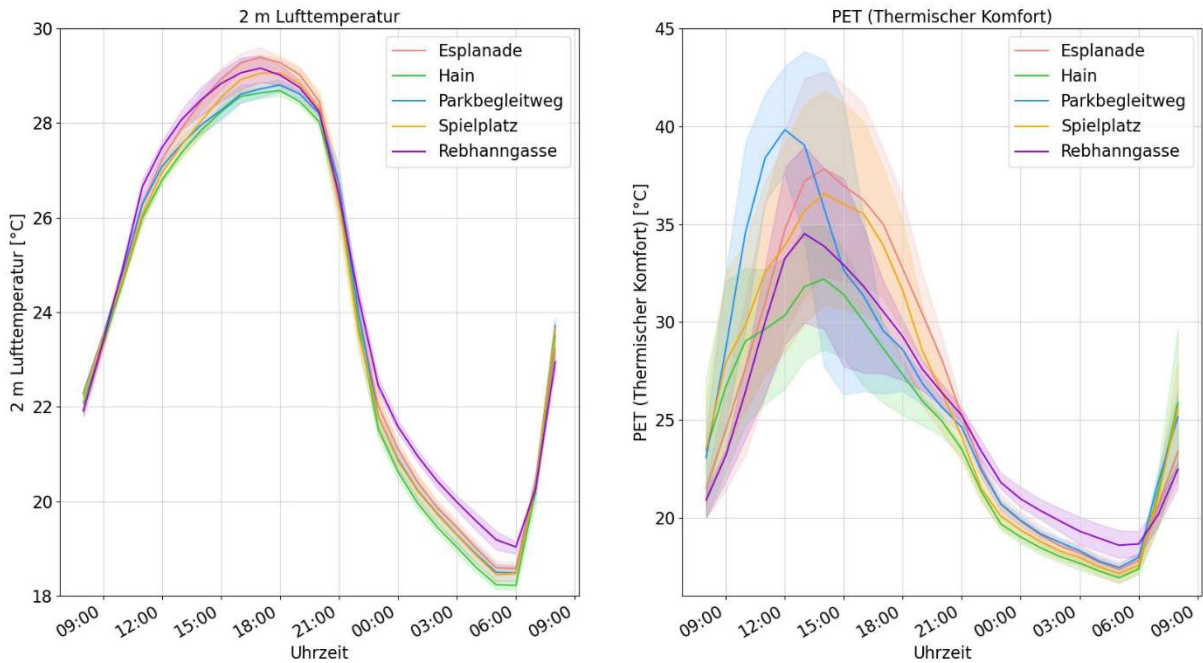 2 m Lufttemperatur
30
28
26
24
22
20
18
2 m Lufttemperatur [°C]
Esplanade
Hain
Parkbegleitweg
Spielplatz
Rebhanngasse
09:00
12:00
15:00
18:00
21:00
00:00
03:00
06:00
09:00
Uhrzeit
PET (Thermischer Komfort)
45
40
35
30
25
20
PET (Thermischer Komfort) [°C]
Esplanade
Hain
Parkbegleitweg
Spielplatz
Rebhanngasse
09:00
12:00
15:00
18:00
21:00
00:00
03:00
06:00
09:00
Uhrzeit